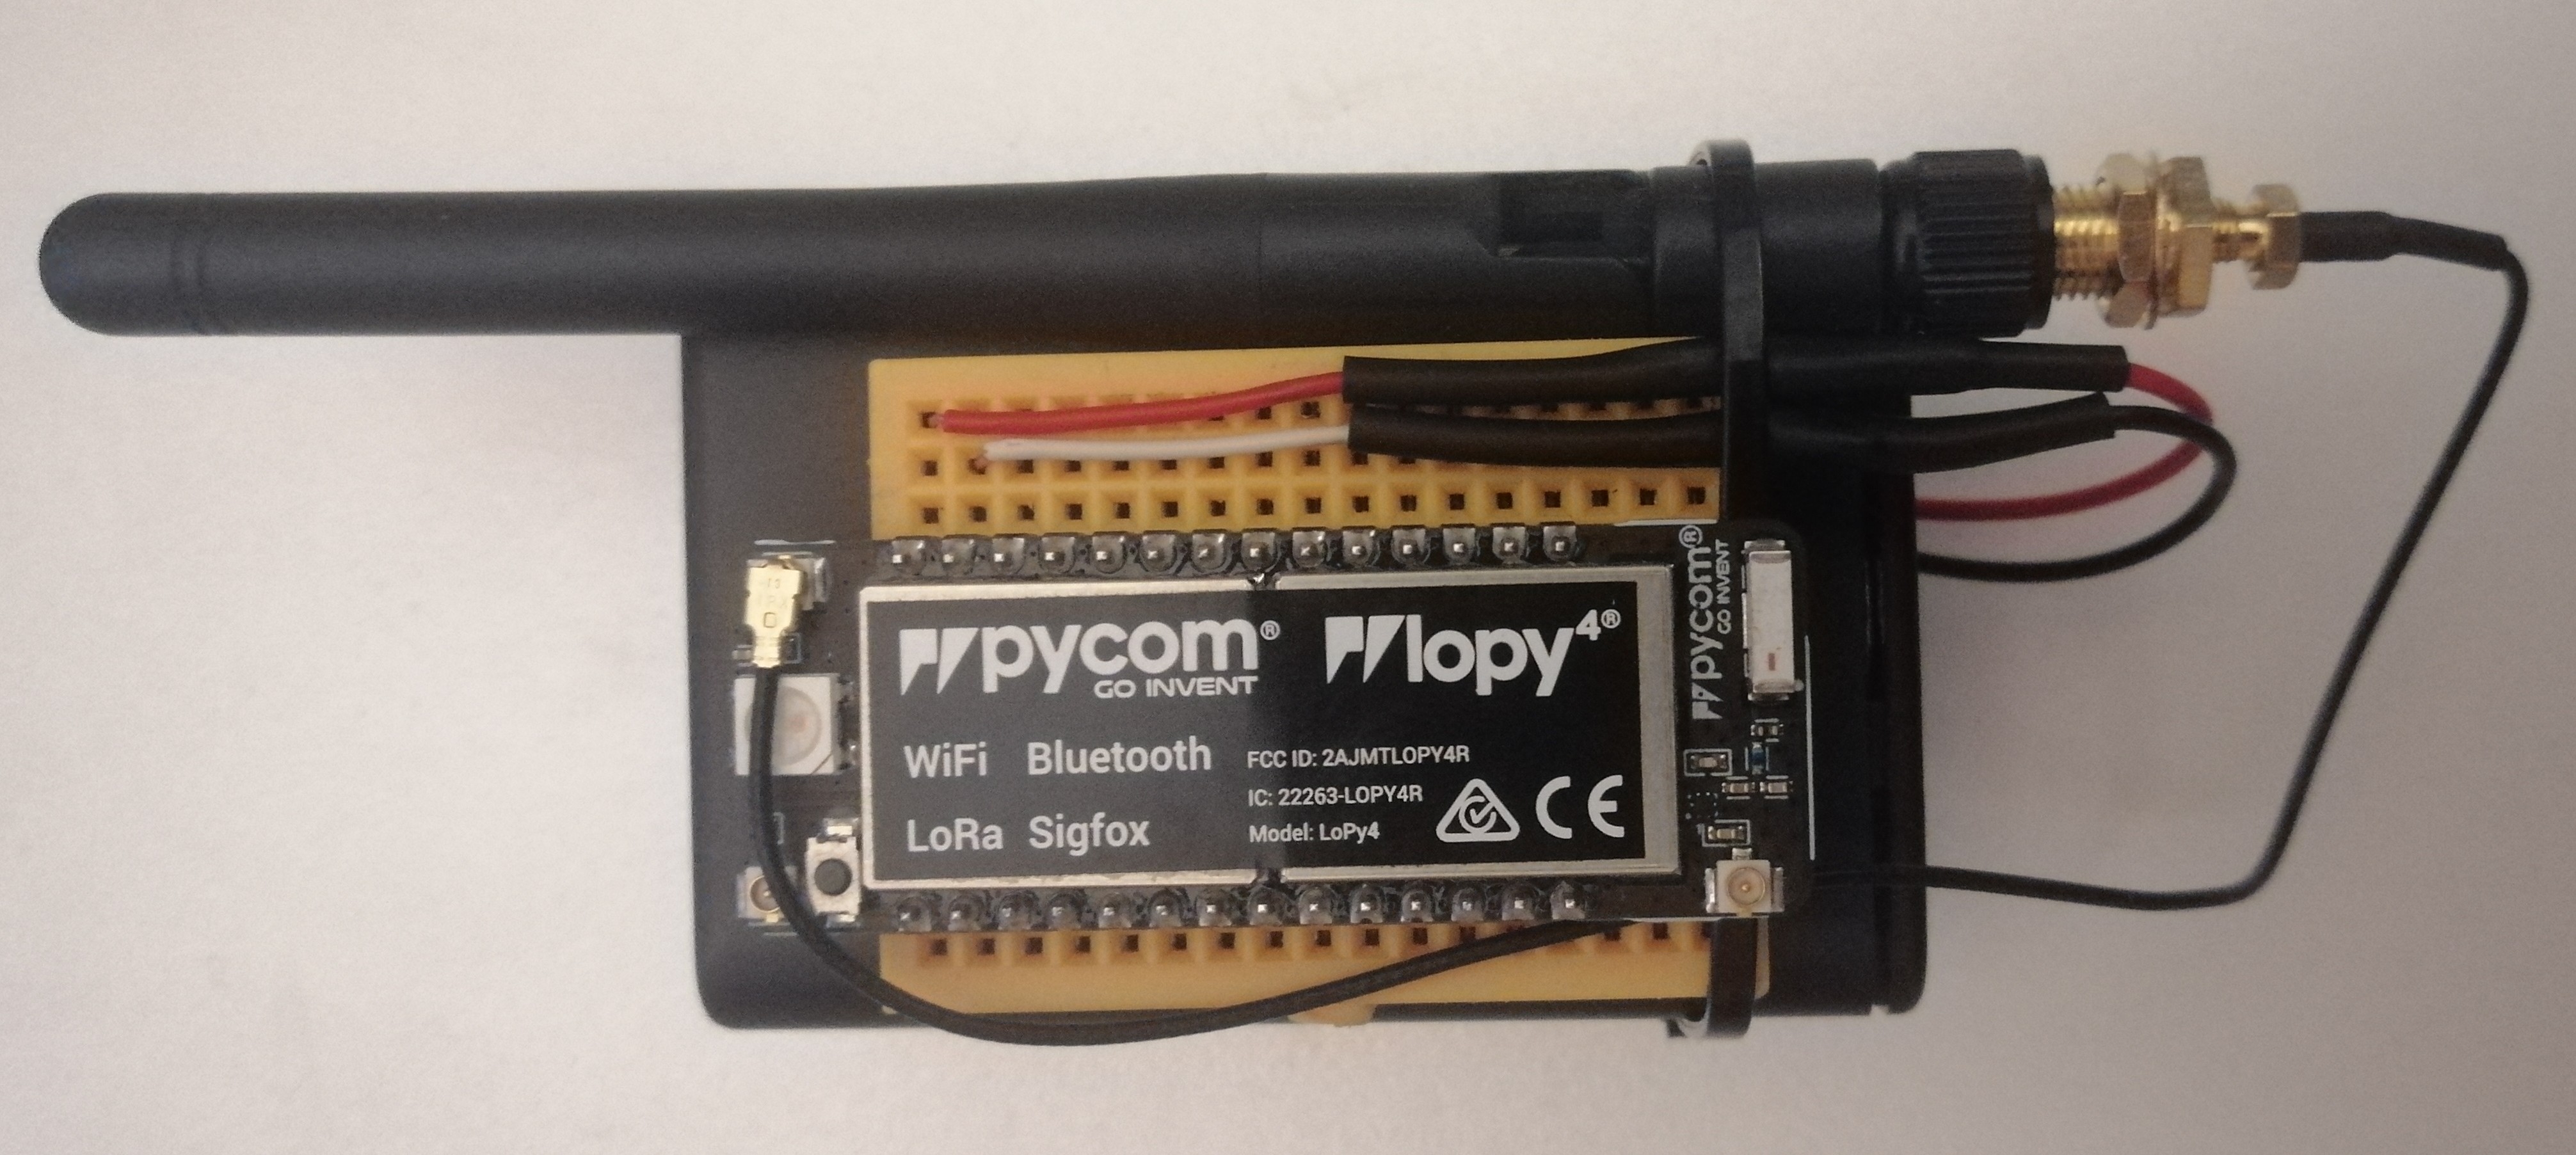 pycom® lopy4®
GO INVENT
WiFi Bluetooth
LoRa Sigfox
FCC ID: 2AJMTLOPY4R
IC: 22263-LOPY4R
Model: LoPy4
CE
pycom®
GO INVENT